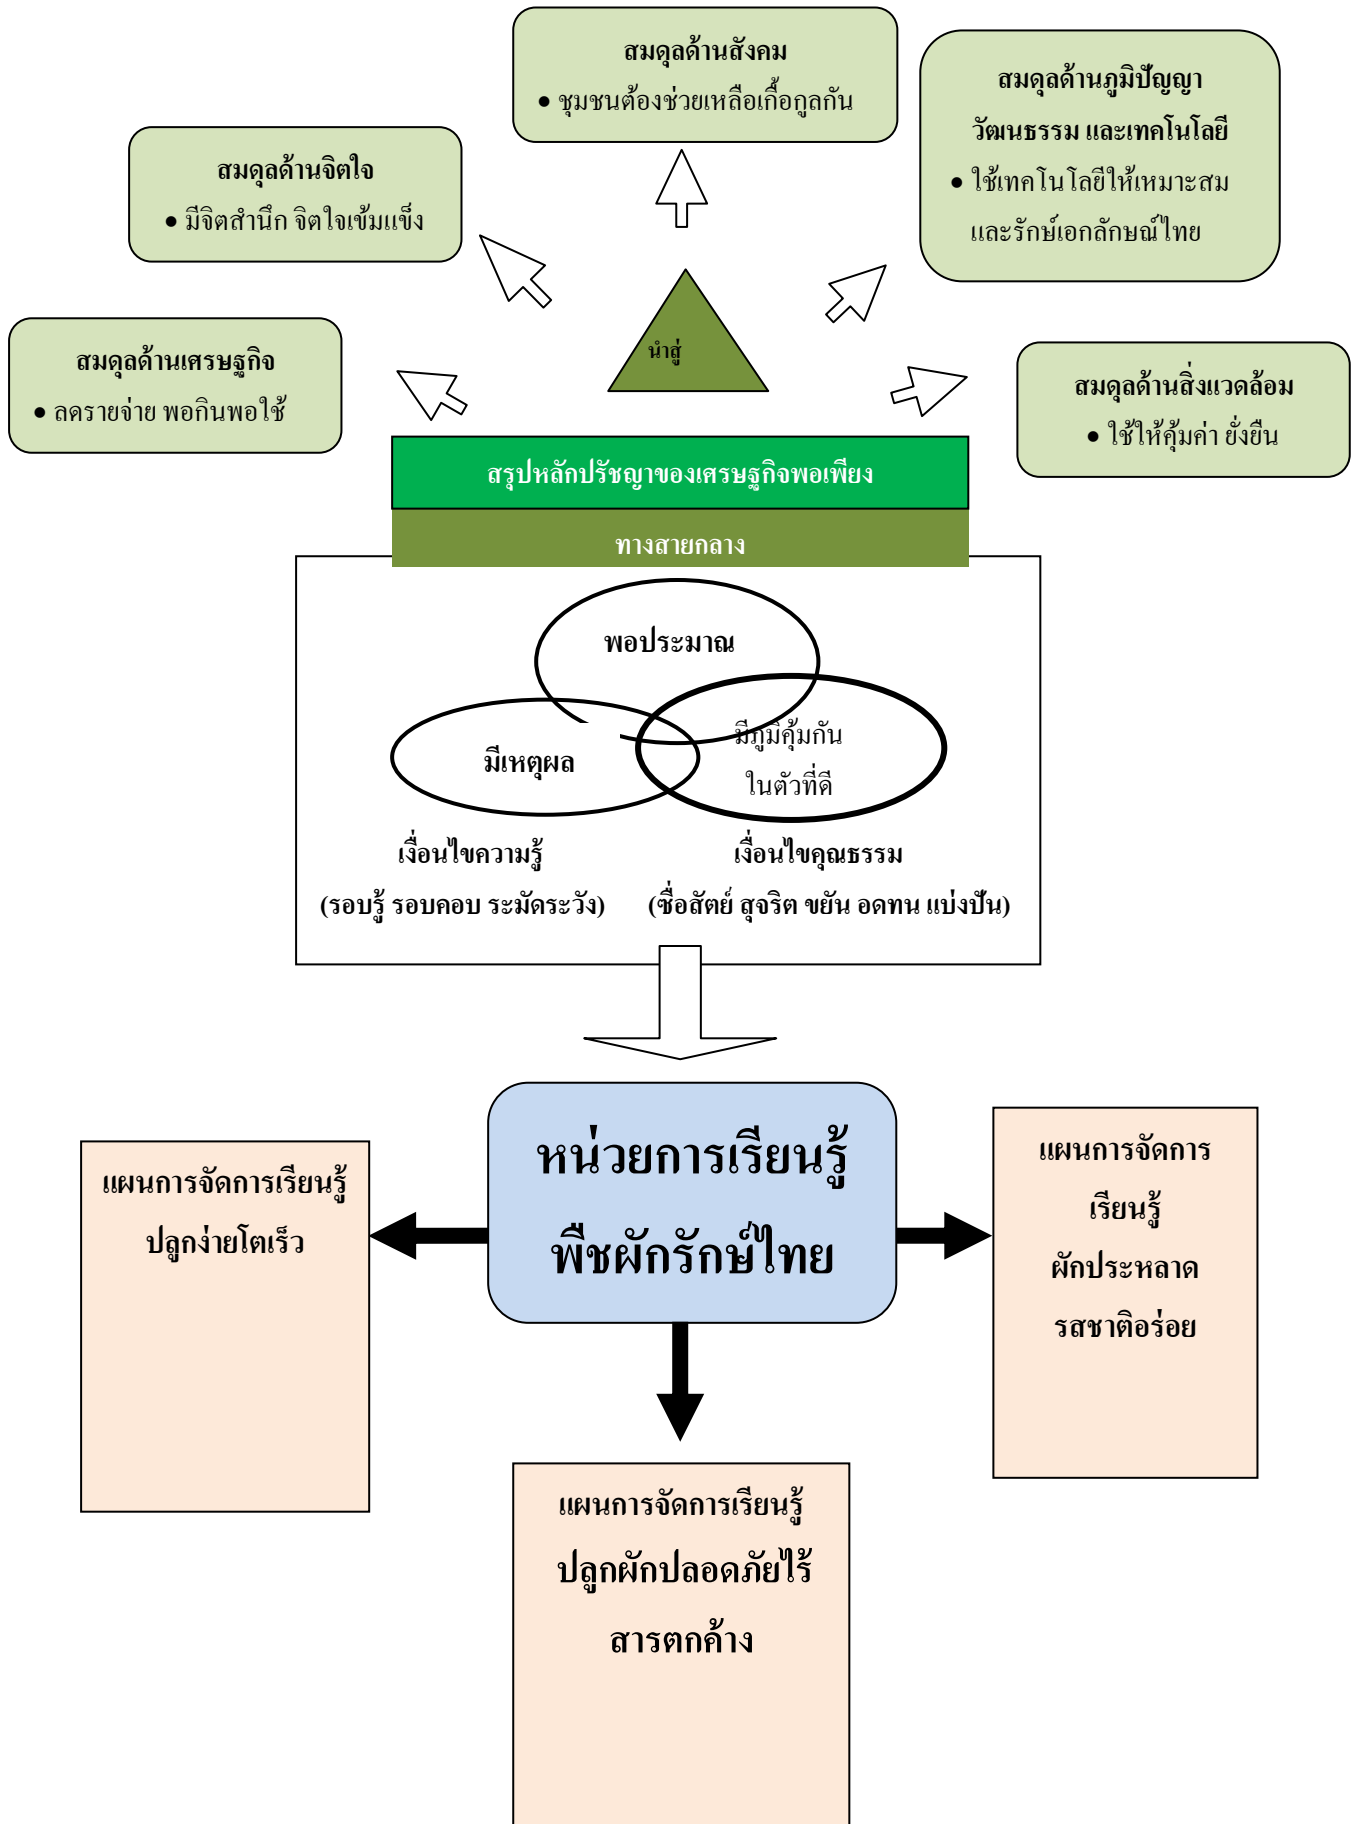 สมดุลด้านสังคม
• ชุมชนต้องช่วยเหลือเกื้อกูลกัน
สมดุลด้านภูมิปัญญา
วัฒนธรรม และเทคโนโลยี
• ใช้เทคโนโลยีให้เหมาะสม
และรักษ์เอกลักษณ์ไทย
สมดุลด้านจิตใจ
• มีจิตสำนึก จิตใจเข้มแข็ง
สมดุลด้านเศรษฐกิจ
• ลดรายจ่าย พอกินพอใช้
นำสู่
สมดุลด้านสิ่งแวดล้อม
• ใช้ให้คุ้มค่า ยั่งยืน
สรุปหลักปรัชญาของเศรษฐกิจพอเพียง
ทางสายกลาง
พอประมาณ
มีเหตุผล
มีภูมิคุ้มกัน
ในตัวที่ดี
เงื่อนไขความรู้
(รอบรู้ รอบคอบ ระมัดระวัง)
เงื่อนไขคุณธรรม
(ซื่อสัตย์ สุจริต ขยัน อดทน แบ่งปัน)
หน่วยการเรียนรู้
พืชผักรักษ์ไทย
แผนการจัดการเรียนรู้
ปลูกง่ายโตเร็ว
แผนการจัดการ
เรียนรู้
ผักประหลาด
รสชาติอร่อย
แผนการจัดการเรียนรู้
ปลูกผักปลอดภัยไร้
สารตกค้าง